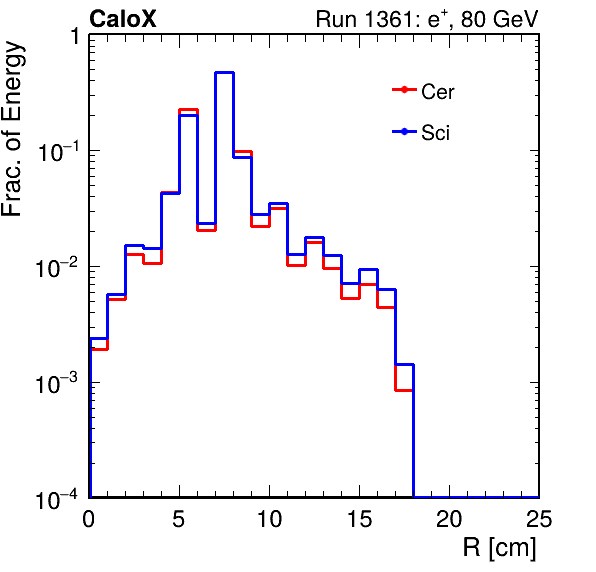 CaloX
Run 1361: e⁺, 80 GeV
Frac. of Energy
1
10⁻¹
10⁻²
10⁻³
10⁻⁴
Cer
Sci
0 5 10 15 20 25
R [cm]